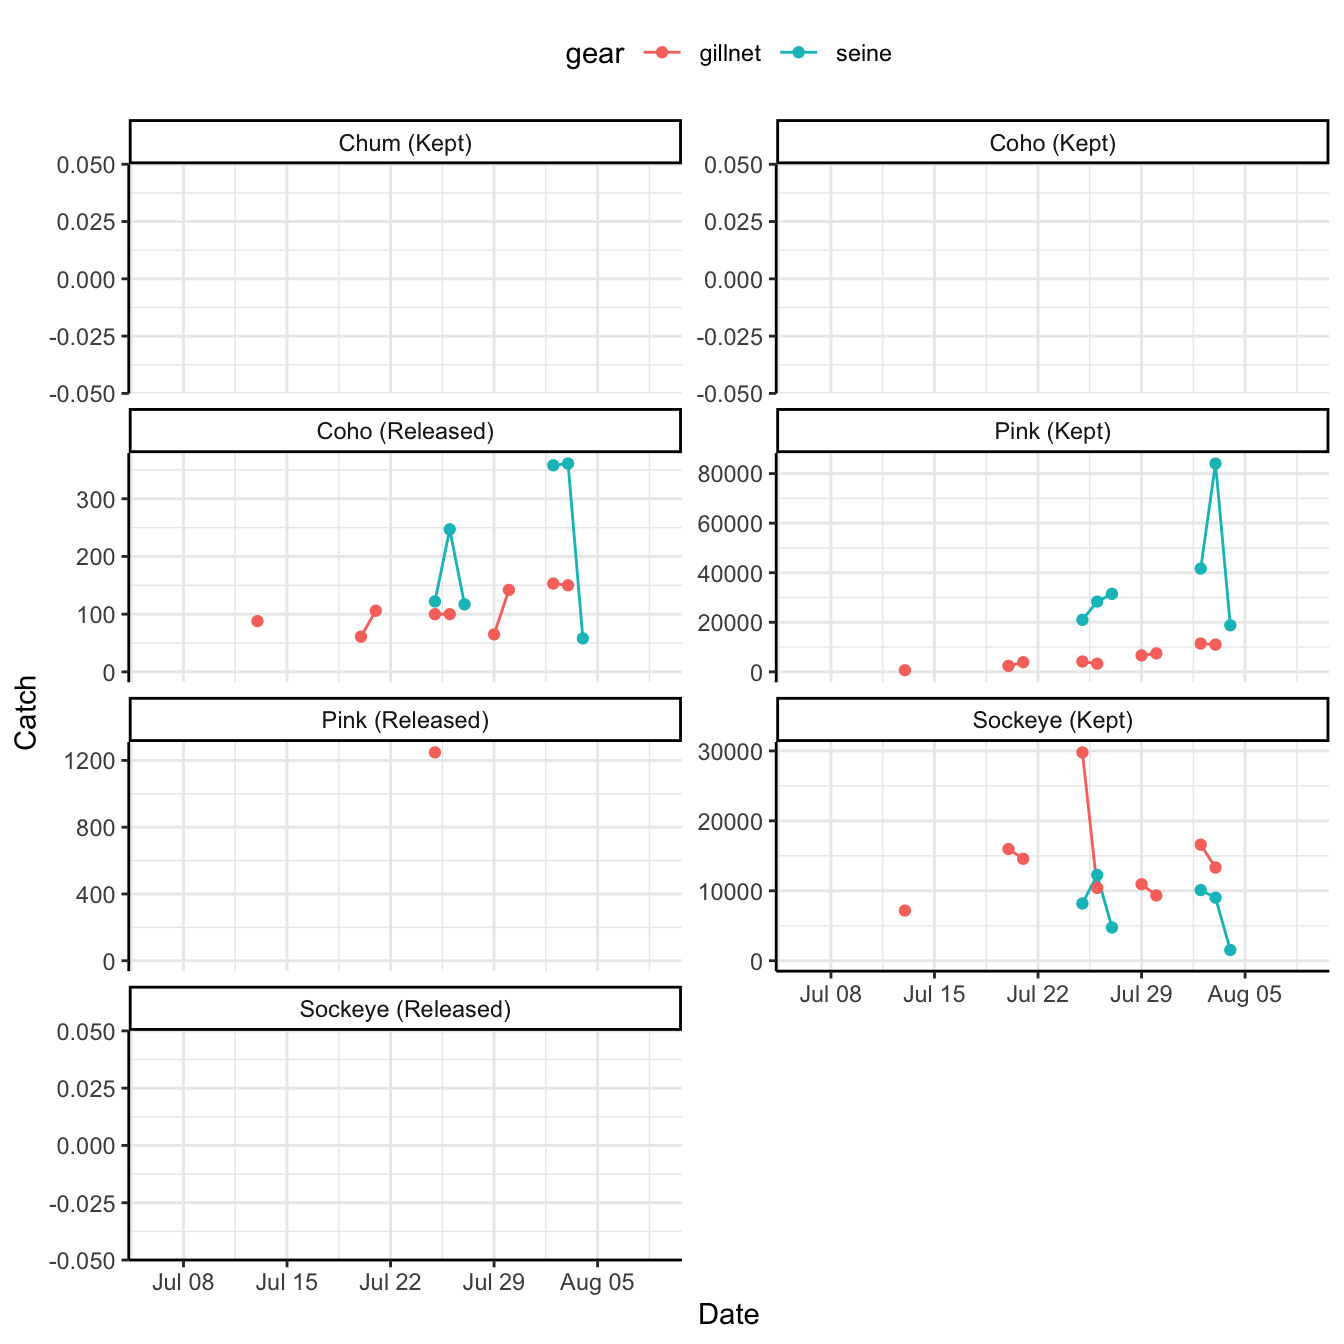 gear gillnet seine
Chum (Kept)
0.050
0.025
0.000
-0.025
-0.050
Coho (Kept)
0.050
0.025
0.000
-0.025
-0.050
Coho (Released)
300
200
100
0
Pink (Kept)
80000
60000
40000
20000
0
Catch
Pink (Released)
1200
800
400
0
Sockeye (Kept)
30000
20000
10000
0
Jul 08 Jul 15 Jul 22 Jul 29 Aug 05
Sockeye (Released)
0.050
0.025
0.000
-0.025
-0.050
Jul 08 Jul 15 Jul 22 Jul 29 Aug 05
Date